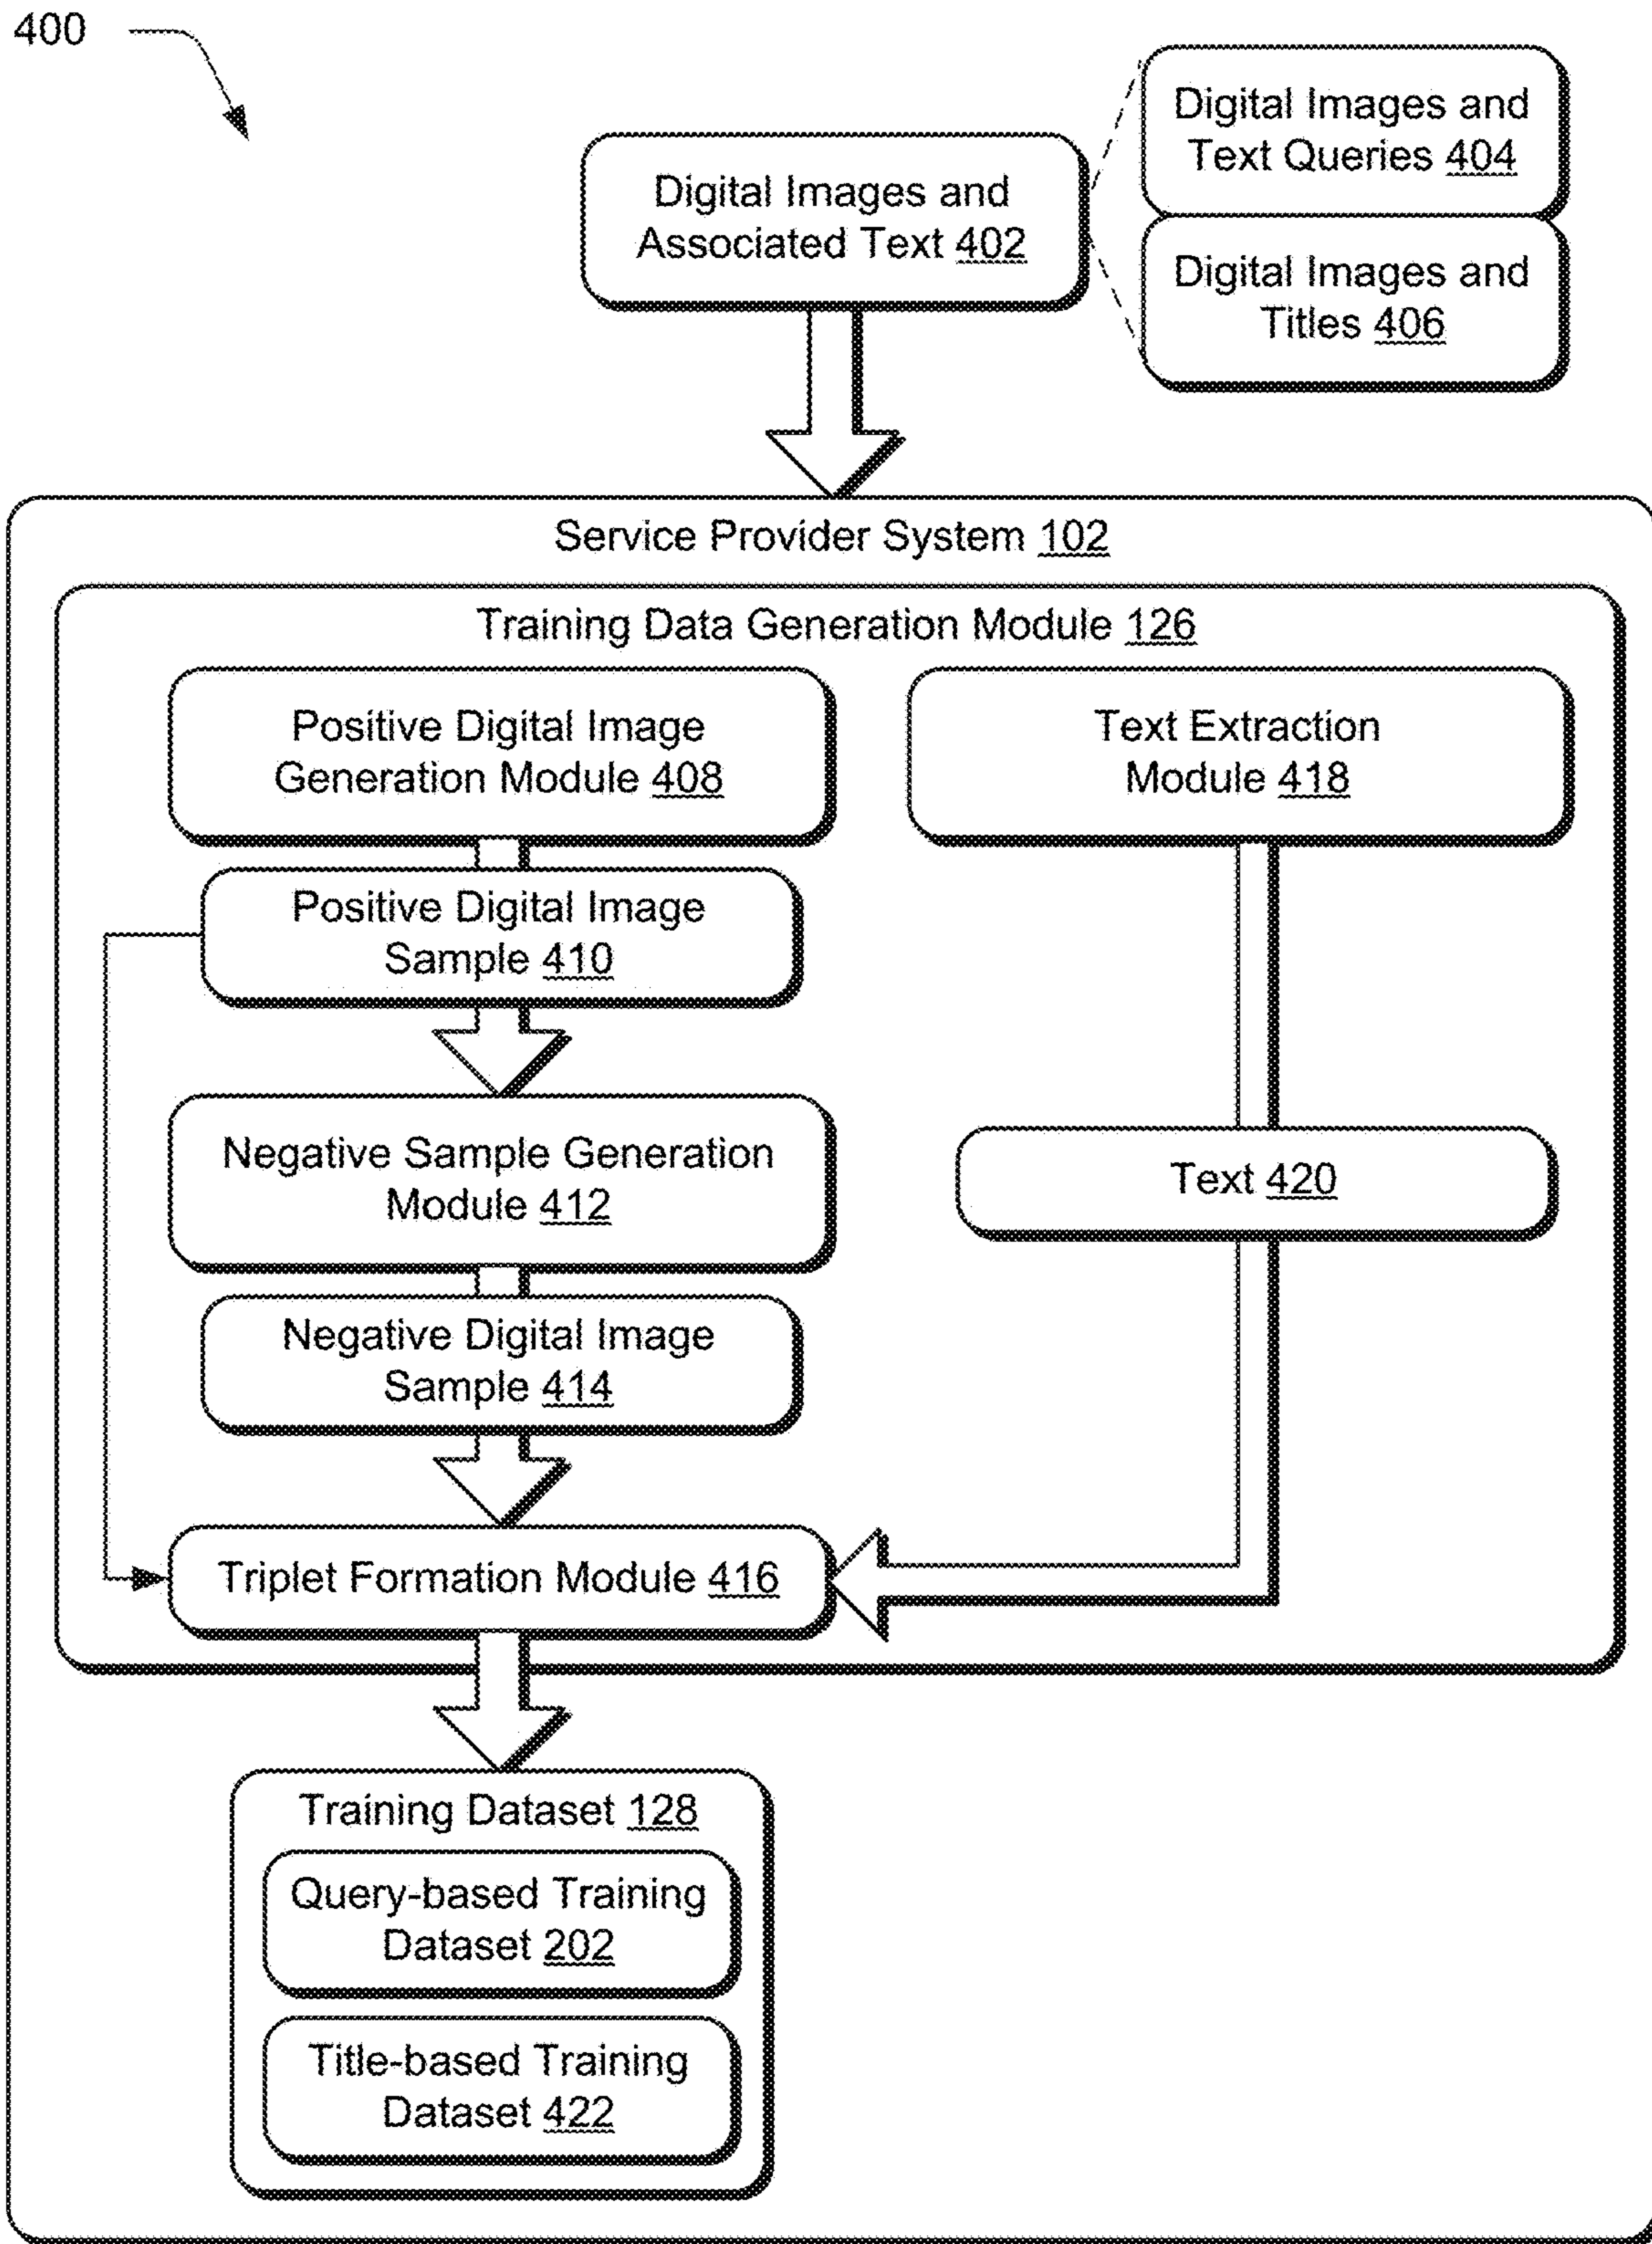 400
Digital Images and
Text Queries 404
Digital Images and
Associated Text 402
Digital Images and
Titles 406
Service Provider System 102
Training Data Generation Module 126
Positive Digital Image
Generation Module 408
Text Extraction
Module 418
Positive Digital Image
Sample 410
Negative Sample Generation
Module 412
Text 420
Negative Digital Image
Sample 414
Triplet Formation Module 416
Training Dataset 128
Query-based Training
Dataset 202
Title-based Training
Dataset 422